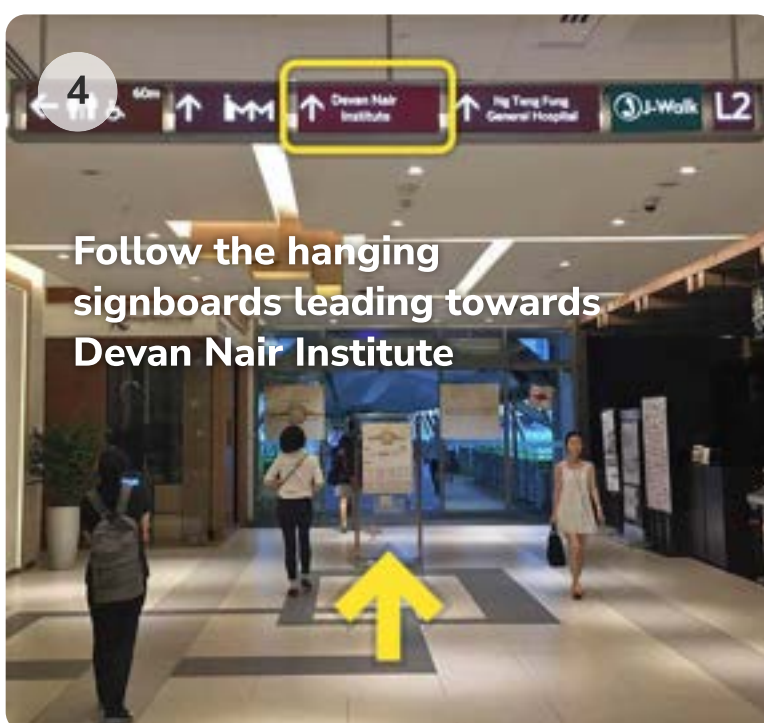 4
60m
IMM
Devan Nair
Institute
Ng Teng Fong
General Hospital
J-Walk
L2
Follow the hanging
signboards leading towards
Devan Nair Institute